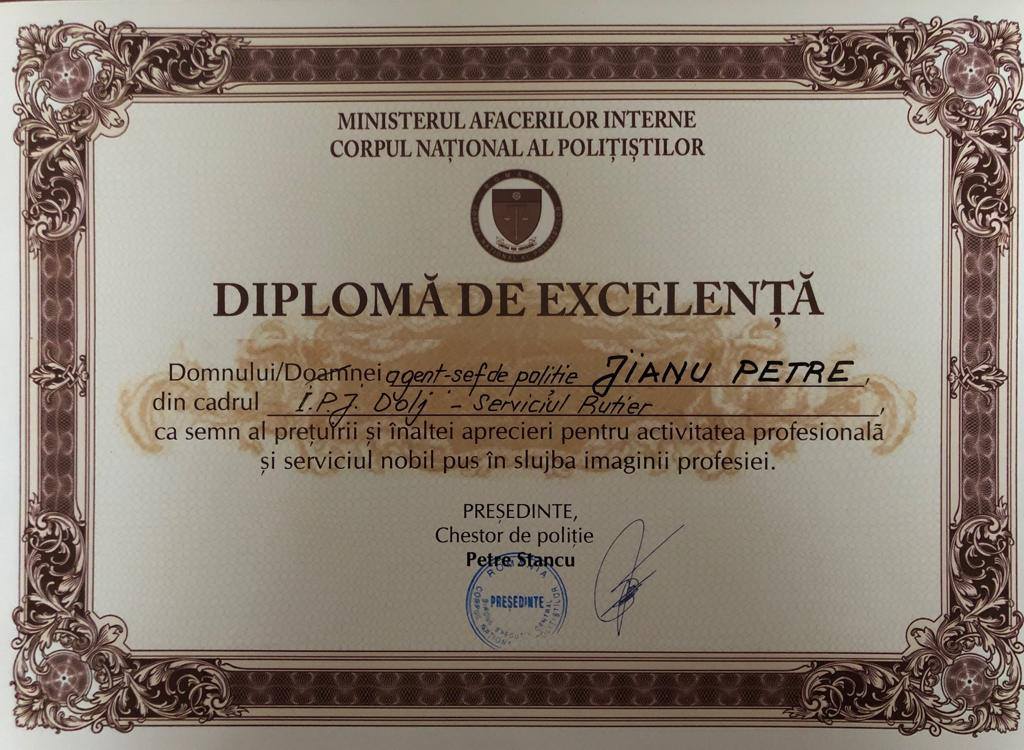 MINISTERUL AFACERILOR INTERNE
CORPUL NAȚIONAL AL POLIȚIȘTILOR
DIPLOMĂ DE EXCELENȚĂ
Domnului/Doamnei agent-sef de politie JIANU PETRE,
din cadrul I.P.J. Dolj - Serviciul Rutier,
ca semn al prețuirii și înaltei aprecieri pentru activitatea profesională
și serviciul nobil pus în slujba imaginii profesiei.
PREȘEDINTE,
Chestor de poliție
Petre Stancu
ROMÂNIA
PREȘEDINTE